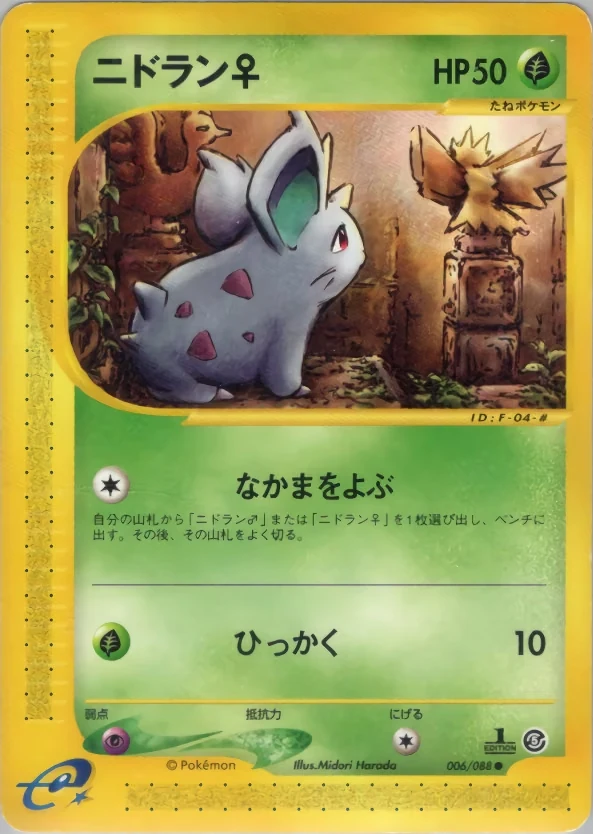 ニドラン♀ HP50
たねポケモン
ID:F-04-#
なかまをよぶ
自分の山札から「ニドラン♂」または「ニドラン♀」を1枚選び出し、ベンチに
出す。その後、その山札をよく切る。
ひっかく 10
弱点 抵抗力 にげる
1
EDITION
5
©Pokémon Illus.Midori Harada 006/088●
e